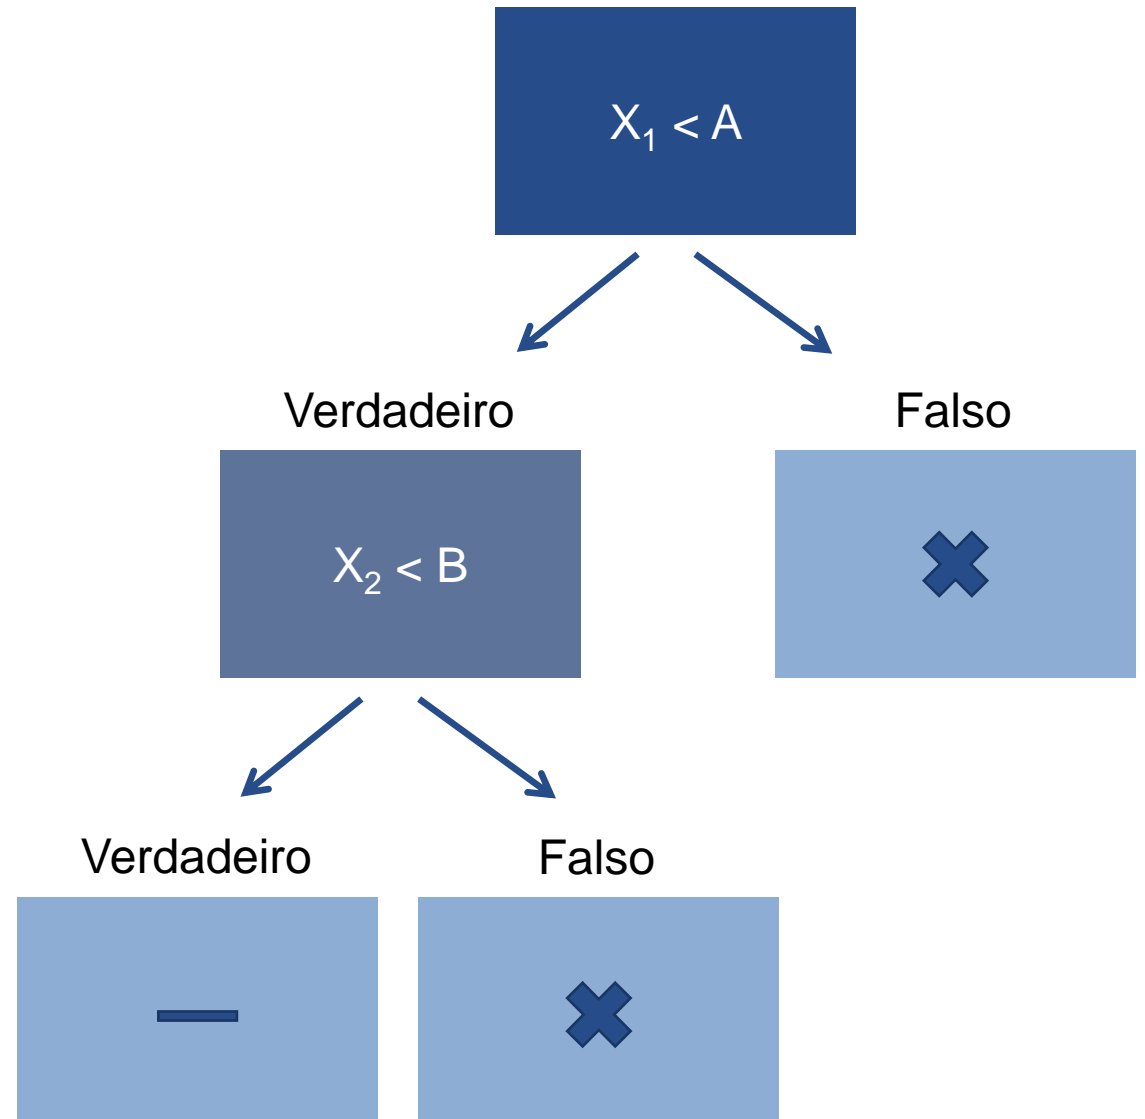 X₁ < A
Verdadeiro
Falso
X₂ < B
Verdadeiro
Falso